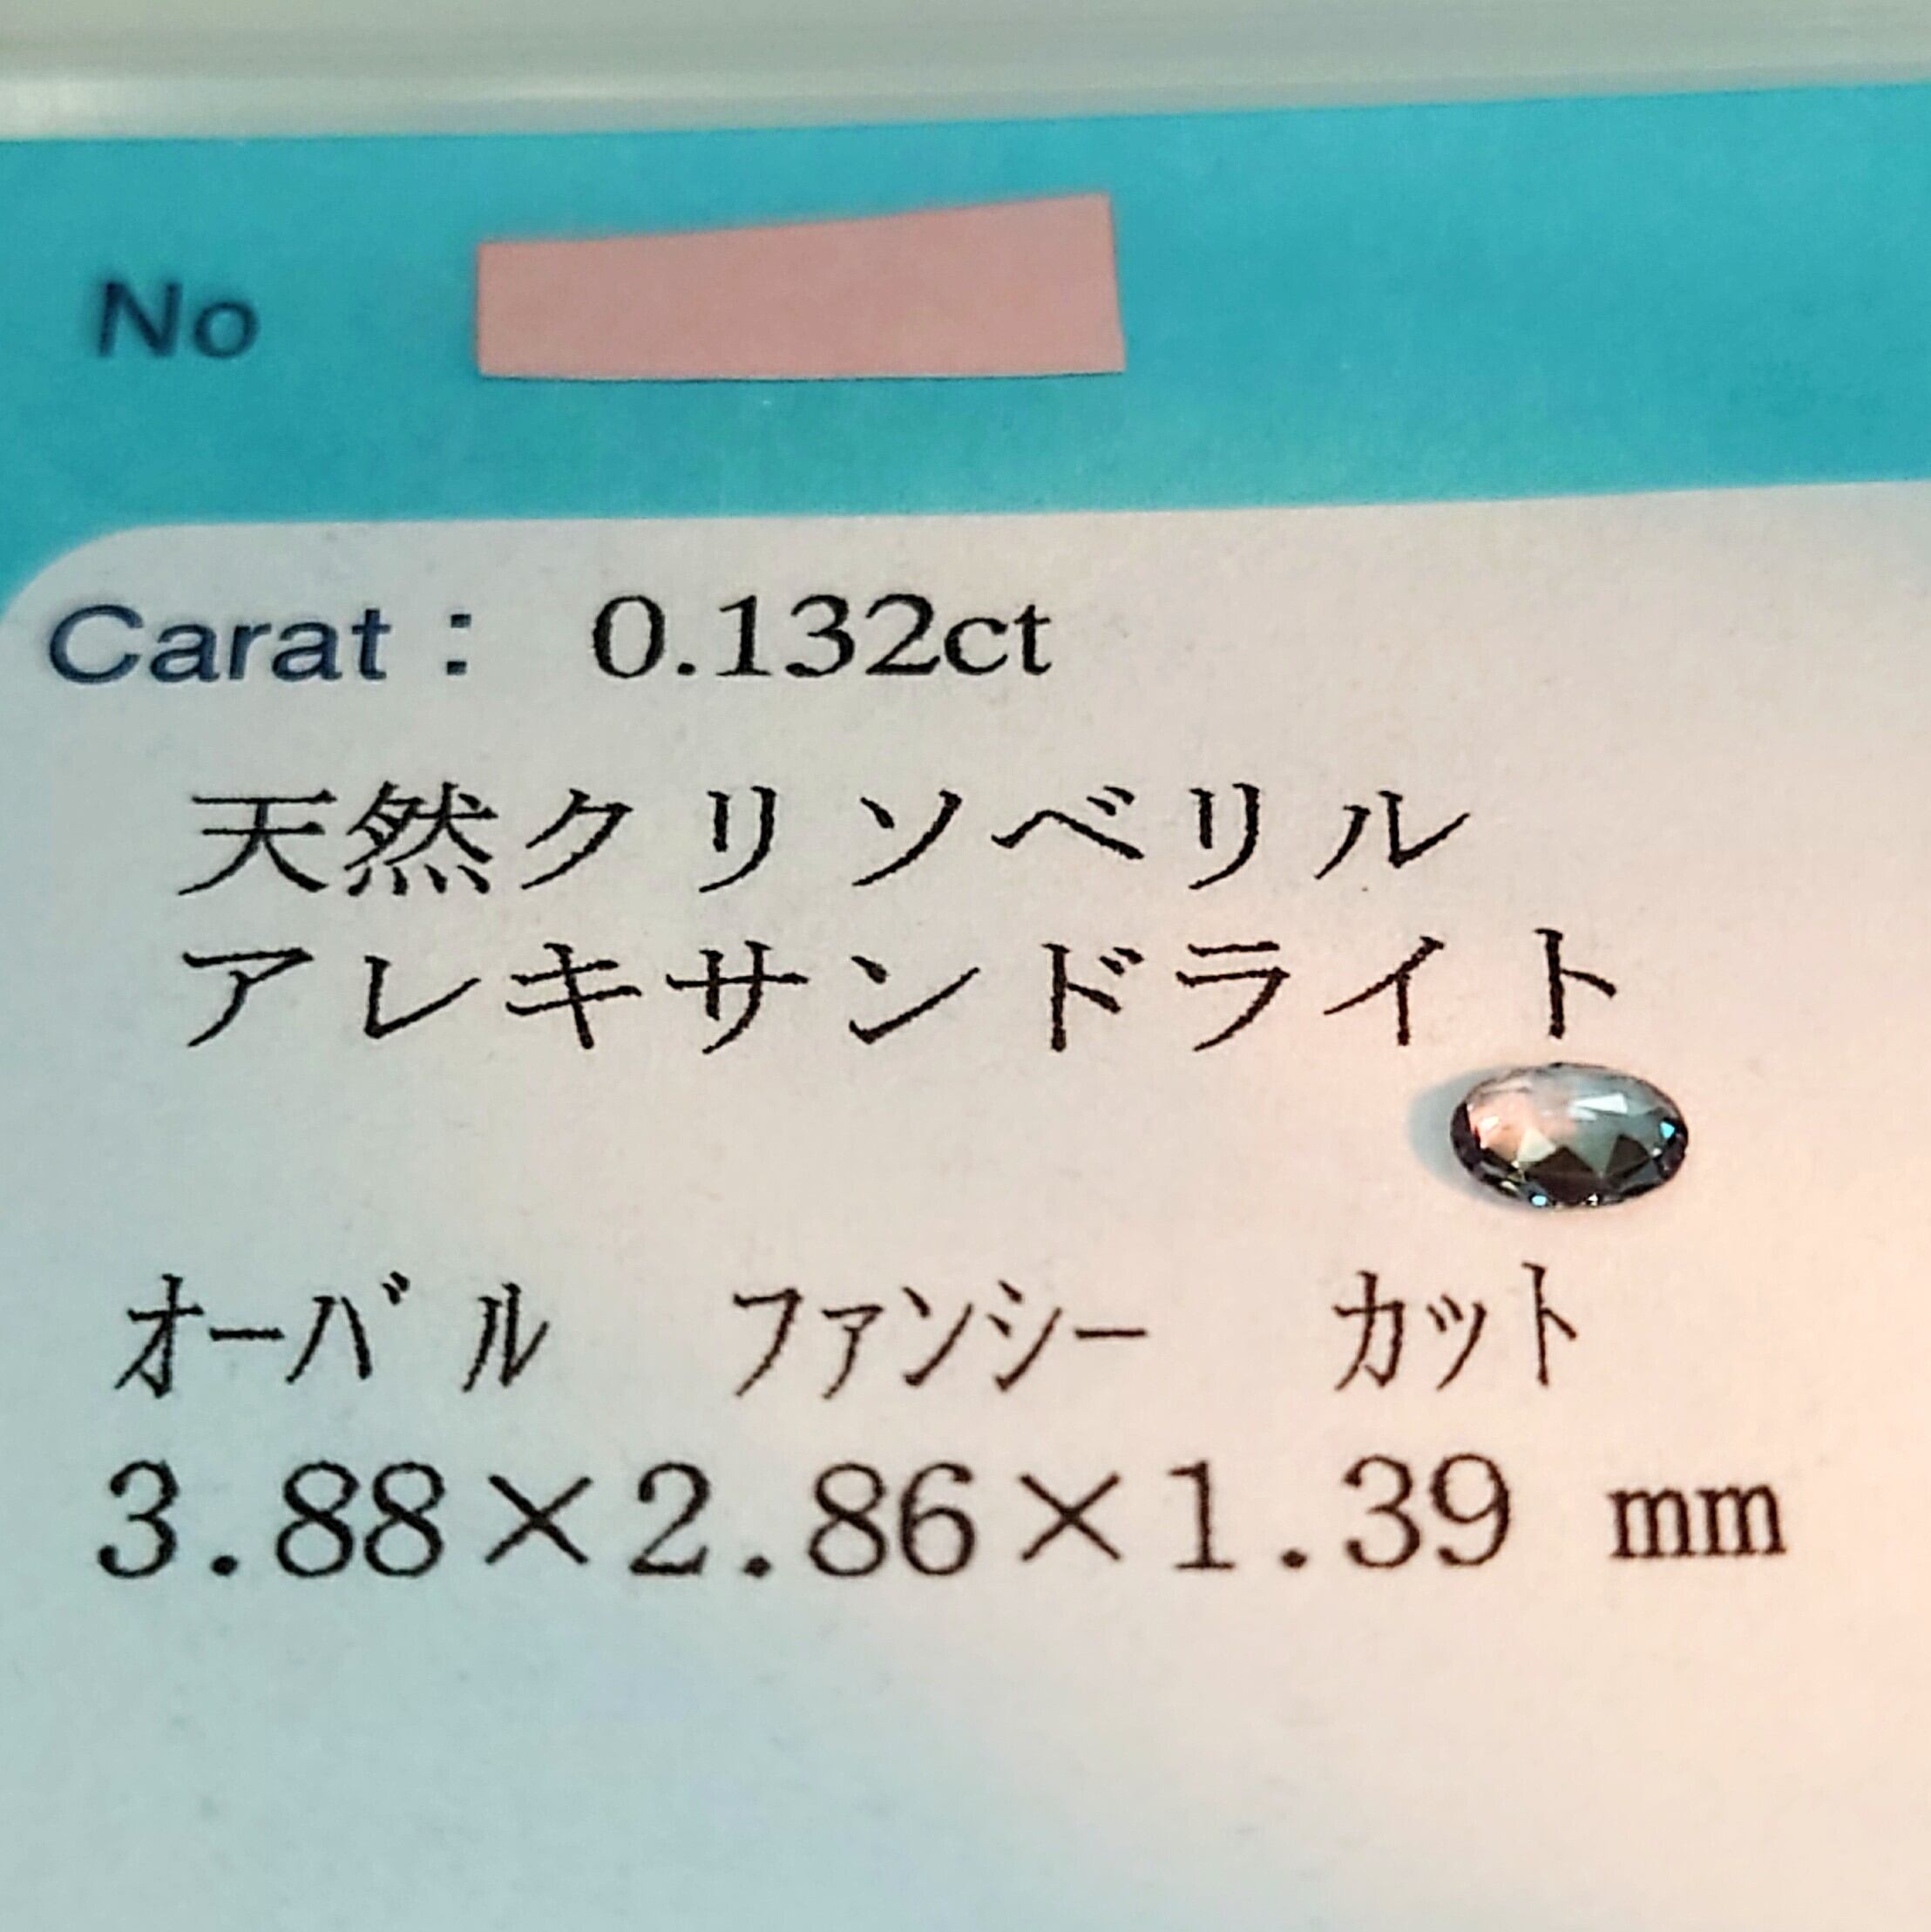 No
Carat : 0.132ct
天然クリソベリル
アレキサンドライト
オーバル ファンシー カット
3.88×2.86×1.39 mm